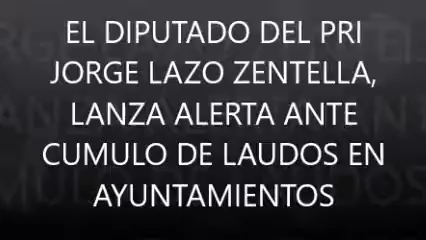 EL DIPUTADO DEL PRI
JORGE LAZO ZENTELLA,
LANZA ALERTA ANTE
CUMULO DE LAUDOS EN
AYUNTAMIENTOS